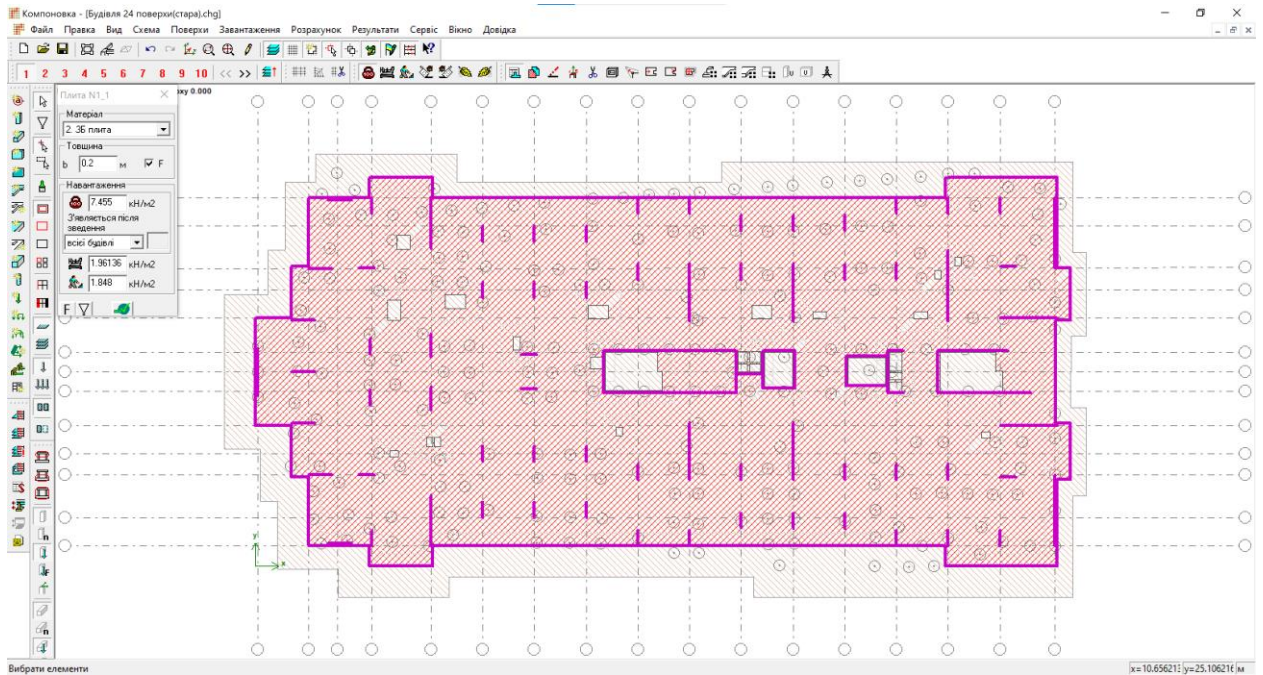 Компоновка - [Будівля 24 поверхи(стара).chg]
Файл Правка Вид Схема Поверхи Завантаження Розрахунок Результати Сервіс Вікно Довідка
1 2 3 4 5 6 7 8 9 10 << >>
Плита N1_1
рху 0.000
Матеріал
2. ЗБ плита
Товщина
b 0.2 м F
Навантаження
7.455 кН/м2
З'являється після
зведення
всієї будівлі
1.96136 кН/м2
1.848 кН/м2
F
y
x
Вибрати елементи
x=10.656213 y=25.106216 м